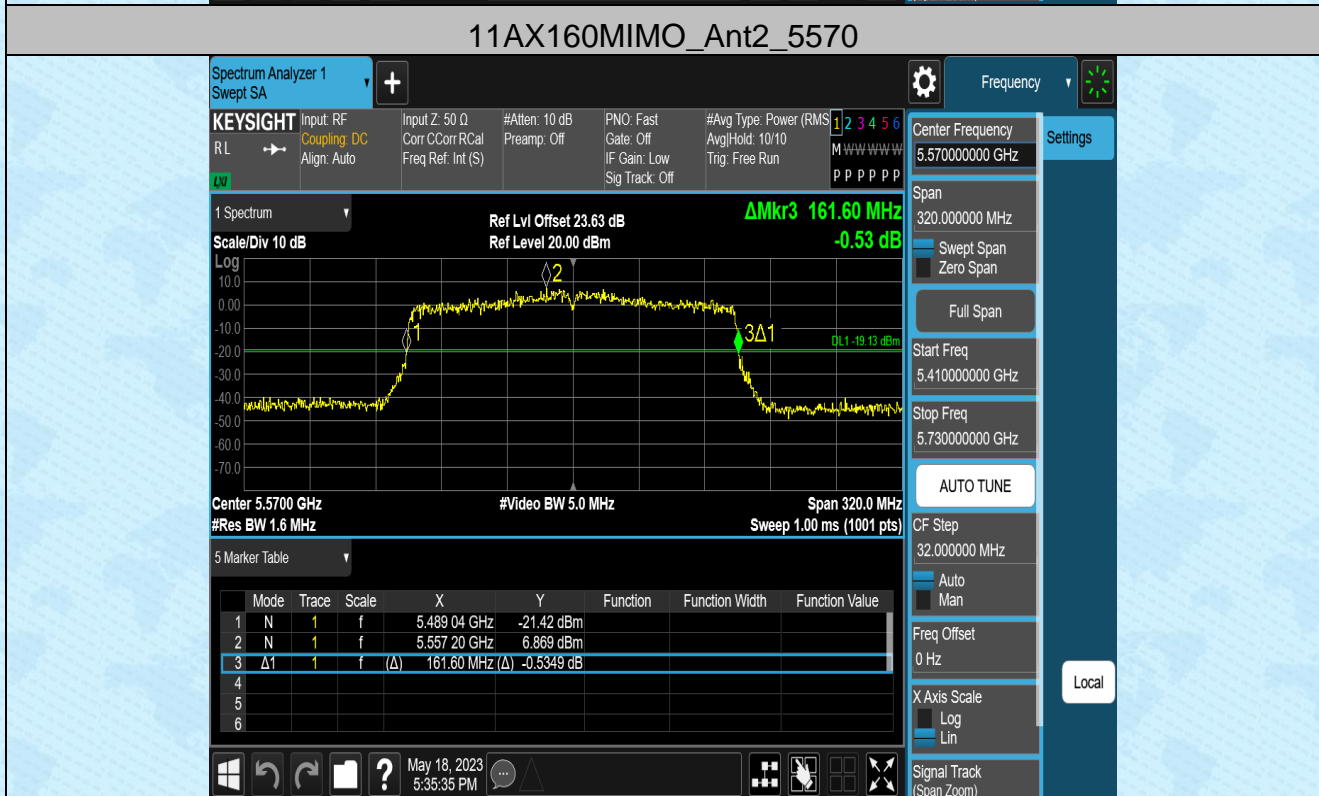 11AX160MIMO_Ant2_5570
Spectrum Analyzer 1
Swept SA
+
Frequency
KEYSIGHT
RL
LXI
Input: RF
Coupling: DC
Align: Auto
Input Z: 50 Ω
Corr CCorr RCal
Freq Ref: Int (S)
#Atten: 10 dB
Preamp: Off
PNO: Fast
Gate: Off
IF Gain: Low
Sig Track: Off
#Avg Type: Power (RMS
Avg|Hold: 10/10
Trig: Free Run
1 2 3 4 5 6
M W W W W W
P P P P P P
Center Frequency
5.570000000 GHz
Settings
Span
320.000000 MHz
Swept Span
Zero Span
Full Span
Start Freq
5.410000000 GHz
Stop Freq
5.730000000 GHz
AUTO TUNE
CF Step
32.000000 MHz
Auto
Man
Freq Offset
0 Hz
X Axis Scale
Log
Lin
Signal Track
(Span Zoom)
Local
1 Spectrum
Scale/Div 10 dB
Ref Lvl Offset 23.63 dB
Ref Level 20.00 dBm
ΔMkr3 161.60 MHz
-0.53 dB
Log
10.0
0.00
-10.0
-20.0
-30.0
-40.0
-50.0
-60.0
-70.0
2
1
3Δ1
DL1 -19.13 dBm
Center 5.5700 GHz
#Video BW 5.0 MHz
Span 320.0 MHz
#Res BW 1.6 MHz
Sweep 1.00 ms (1001 pts)
5 Marker Table
Mode Trace Scale X Y Function Function Width Function Value
1 N 1 f 5.489 04 GHz -21.42 dBm
2 N 1 f 5.557 20 GHz 6.869 dBm
3 Δ1 1 f (Δ) 161.60 MHz (Δ) -0.5349 dB
4
5
6
?
May 18, 2023
5:35:35 PM